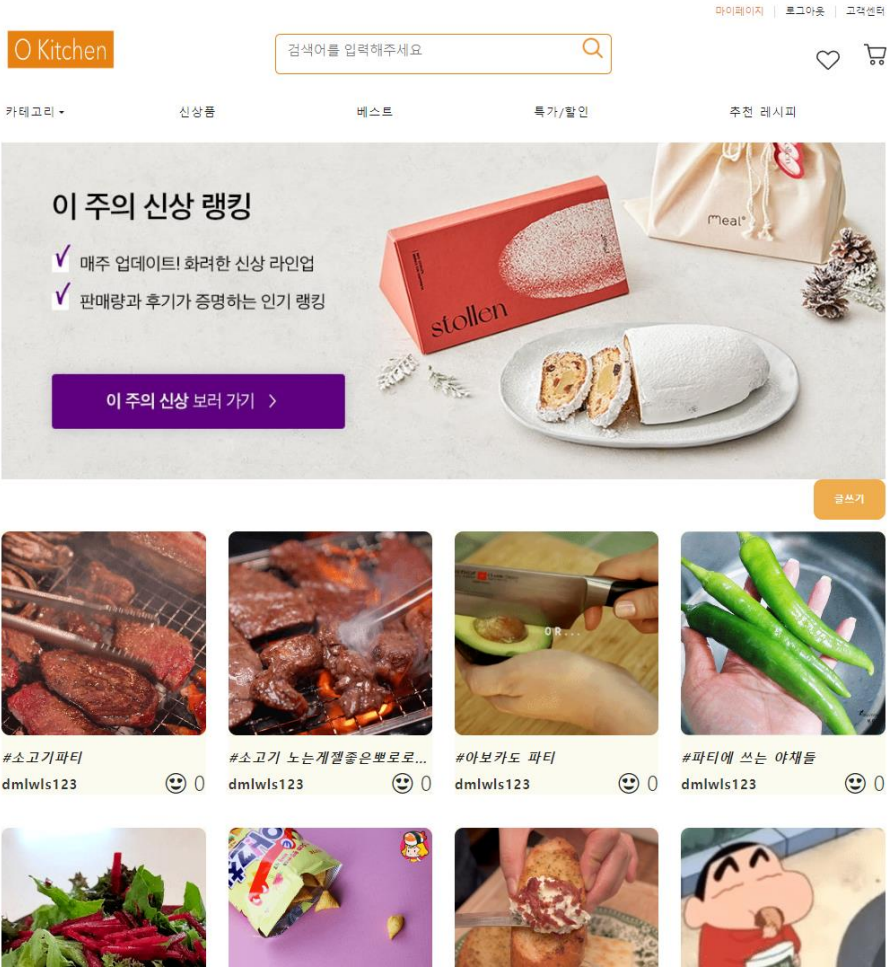 마이페이지 로그아웃 고객센터
O Kitchen
검색어를 입력해주세요
카테고리 신상품 베스트 특가/할인 추천 레시피
이 주의 신상 랭킹
매주 업데이트! 화려한 신상 라인업
판매량과 후기가 증명하는 인기 랭킹
이 주의 신상 보러 가기 >
stollen
Meal°
글쓰기
OR...
#소고기파티 #소고기 노는게젤좋은뽀로로... #아보카도 파티 #파티에 쓰는 야채들
dmlwls123 0 dmlwls123 0 dmlwls123 0 dmlwls123 0